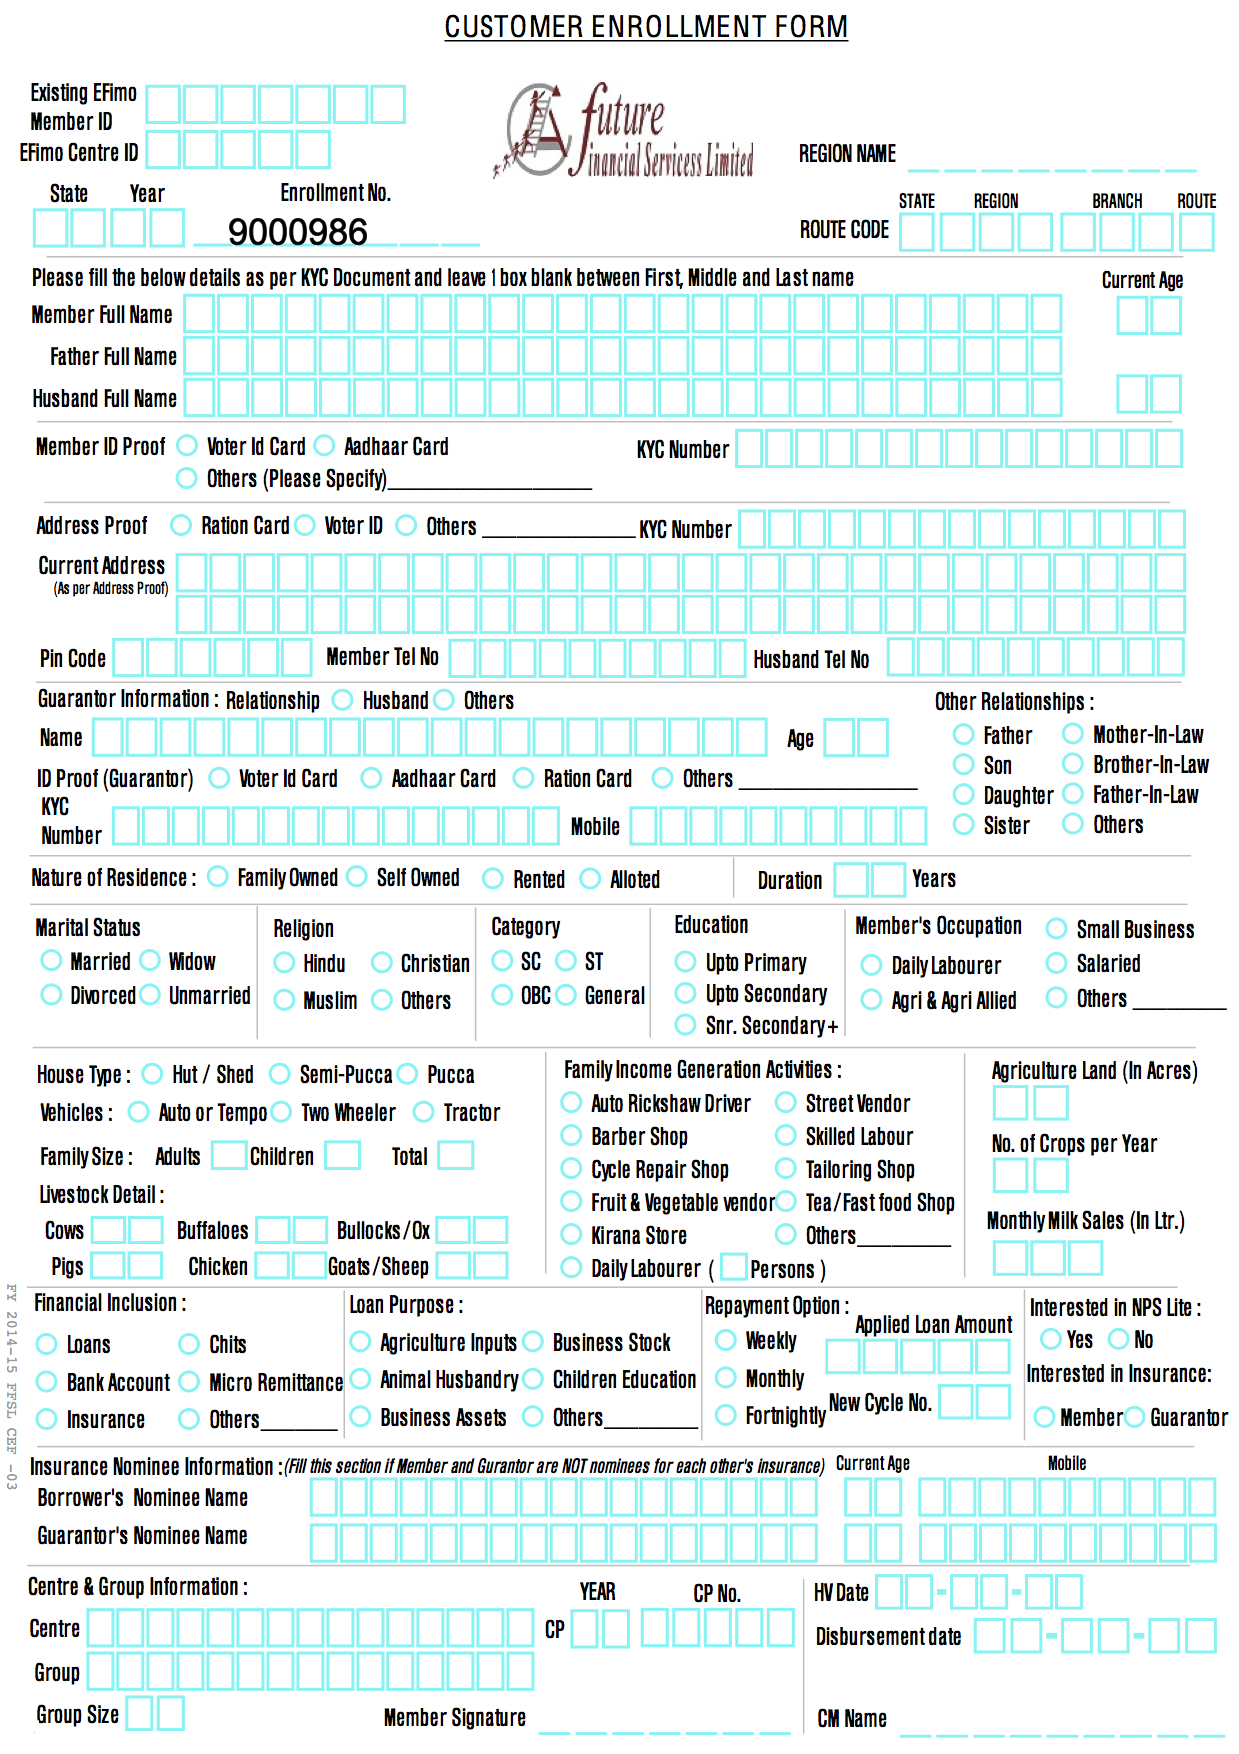 CUSTOMER ENROLLMENT FORM
Existing EFimo
Member ID
EFimo Centre ID
future
Financial Servicess Limited
REGION NAME
State Year Enrollment No.
9000986
STATE REGION BRANCH ROUTE
ROUTE CODE
Please fill the below details as per KYC Document and leave 1 box blank between First, Middle and Last name
Current Age
Member Full Name
Father Full Name
Husband Full Name
Member ID Proof Voter Id Card Aadhaar Card KYC Number
Others (Please Specify)____________________
Address Proof Ration Card Voter ID Others _______________ KYC Number
Current Address
(As per Address Proof)
Pin Code Member Tel No Husband Tel No
Guarantor Information : Relationship Husband Others
Other Relationships :
Name Age
Father Mother-In-Law
Son Brother-In-Law
Daughter Father-In-Law
Sister Others
ID Proof (Guarantor) Voter Id Card Aadhaar Card Ration Card Others _________________
KYC
Number
Mobile
Nature of Residence : Family Owned Self Owned Rented Alloted Duration Years
Marital Status
Married Widow
Divorced Unmarried
Religion
Hindu Christian
Muslim Others
Category
SC ST
OBC General
Education
Upto Primary
Upto Secondary
Snr. Secondary+
Member's Occupation
Small Business
Daily Labourer Salaried
Agri & Agri Allied Others _________
House Type : Hut / Shed Semi-Pucca Pucca
Vehicles : Auto or Tempo Two Wheeler Tractor
Family Size : Adults Children Total
Livestock Detail :
Cows Buffaloes Bullocks/Ox
Pigs Chicken Goats/Sheep
Family Income Generation Activities :
Auto Rickshaw Driver Street Vendor
Barber Shop Skilled Labour
Cycle Repair Shop Tailoring Shop
Fruit & Vegetable vendor Tea/Fast food Shop
Kirana Store Others_________
Daily Labourer ( Persons )
Agriculture Land (In Acres)
No. of Crops per Year
Monthly Milk Sales (In Ltr.)
Financial Inclusion :
Loans Chits
Bank Account Micro Remittance
Insurance Others_______
Loan Purpose :
Agriculture Inputs Business Stock
Animal Husbandry Children Education
Business Assets Others_________
Repayment Option :
Weekly
Monthly
Fortnightly
Applied Loan Amount
New Cycle No.
Interested in NPS Lite :
Yes No
Interested in Insurance:
Member Guarantor
Insurance Nominee Information :(Fill this section if Member and Gurantor are NOT nominees for each other's insurance) Current Age Mobile
Borrower's Nominee Name
Guarantor's Nominee Name
Centre & Group Information :
Centre
Group
Group Size
YEAR CP No.
CP
HV Date
Disbursement date
Member Signature
CM Name
FY 2014-15 FFSL CEF -03